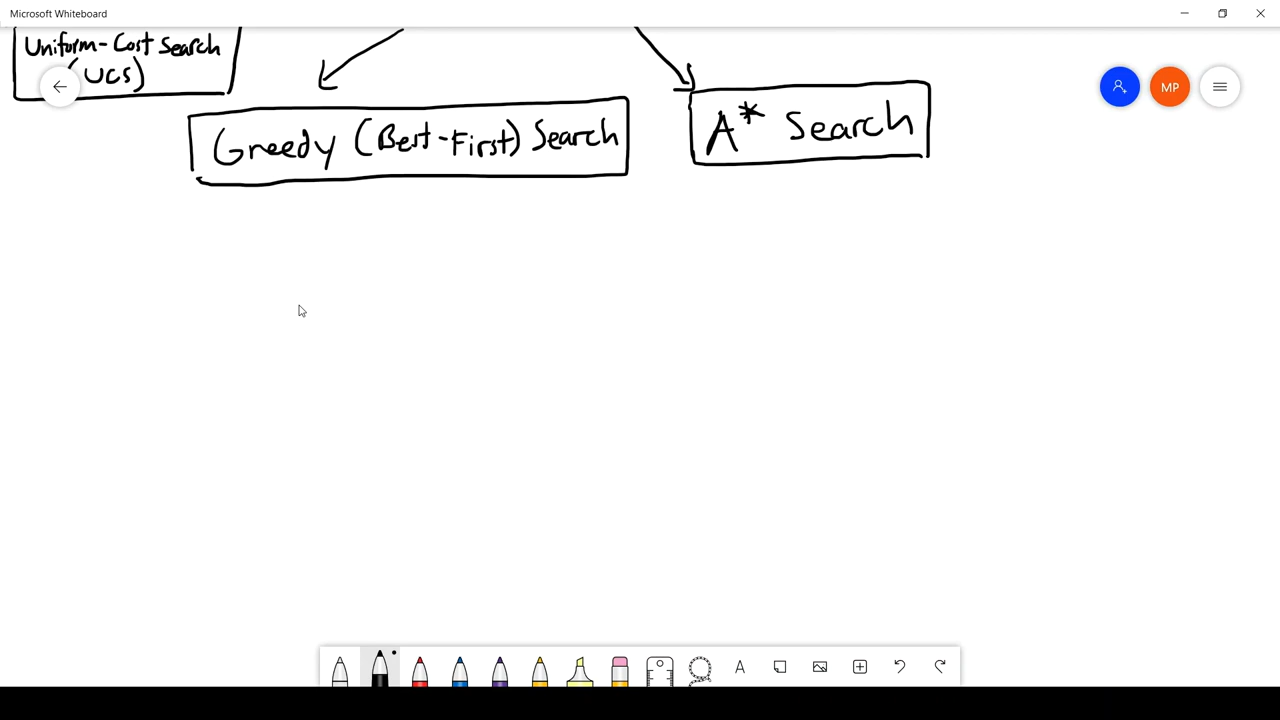 Microsoft Whiteboard
Uniform-Cost Search
(UCS)
MP
Greedy (Best-First) Search
A* Search
A